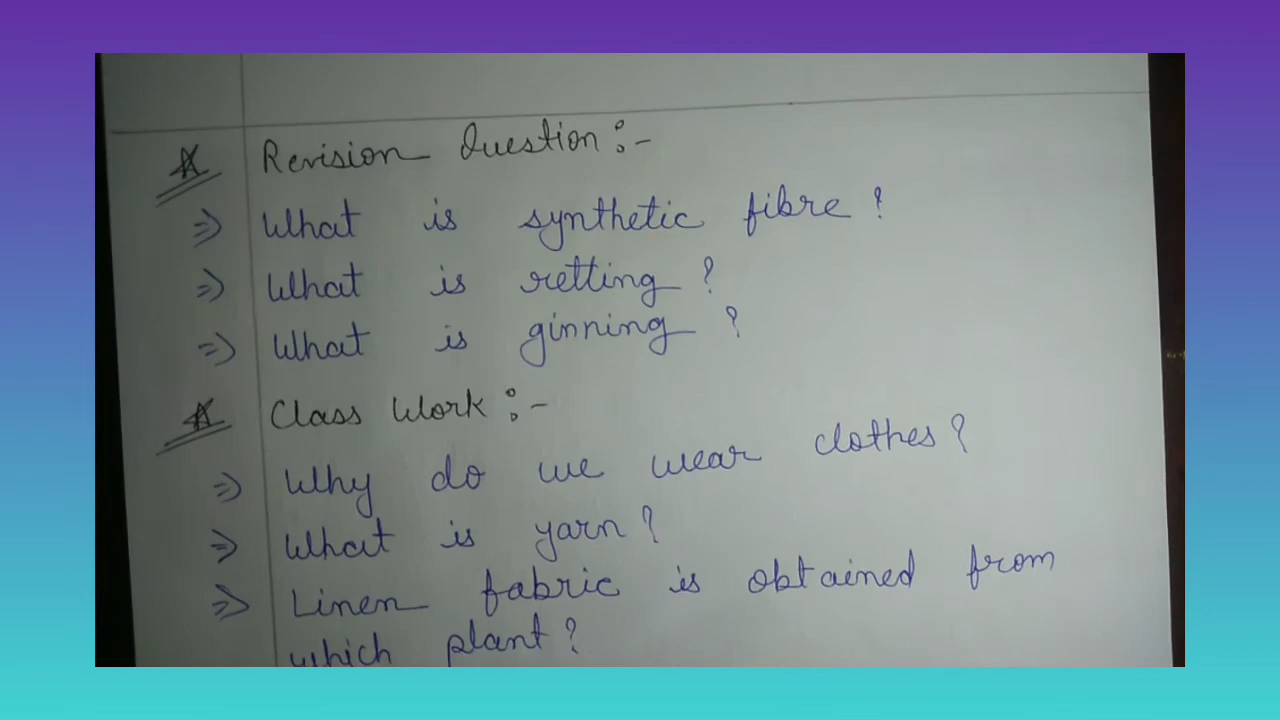 Revision Question :-
=> What is synthetic fibre ?
=> What is retting ?
=> What is ginning ?
Class Work :-
=> Why do we wear clothes ?
=> What is yarn ?
=> Linen fabric is obtained from
which plant ?